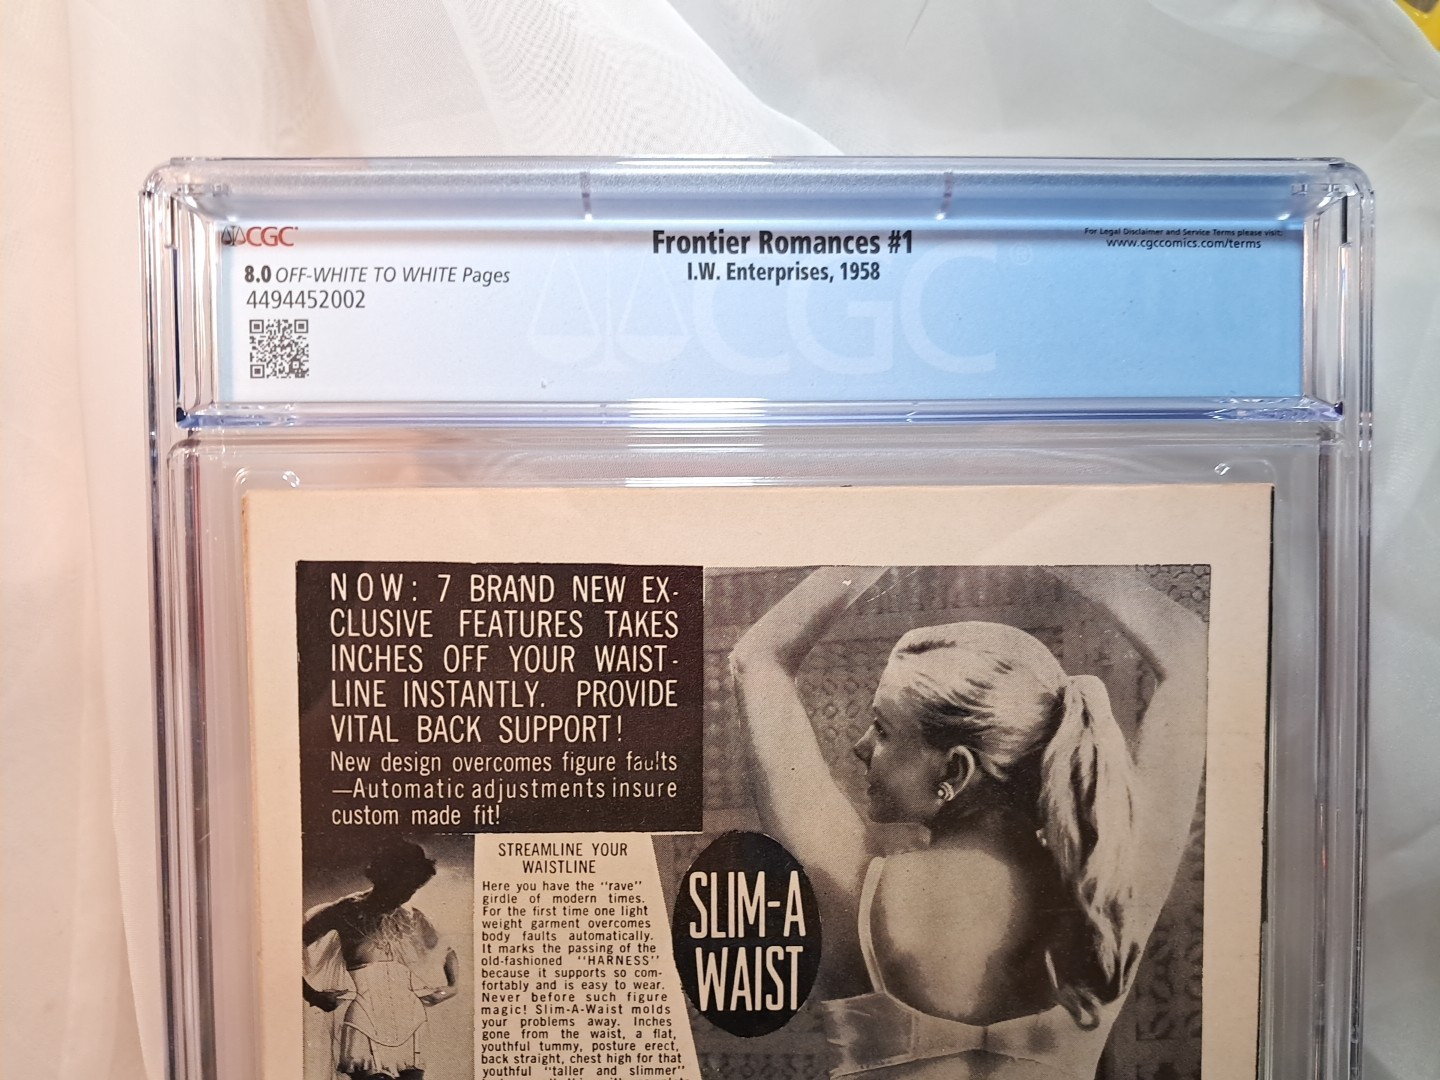 CGC
8.0 OFF-WHITE TO WHITE Pages
4494452002
Frontier Romances #1
I.W. Enterprises, 1958
For Legal Disclaimer and Service Terms please visit:
www.cgccomics.com/terms
CGC
NOW: 7 BRAND NEW EX-
CLUSIVE FEATURES TAKES
INCHES OFF YOUR WAIST-
LINE INSTANTLY. PROVIDE
VITAL BACK SUPPORT!
New design overcomes figure faults
—Automatic adjustments insure
custom made fit!
STREAMLINE YOUR
WAISTLINE
Here you have the "rave"
girdle of modern times.
For the first time one light
weight garment overcomes
body faults automatically.
It marks the passing of the
old-fashioned "HARNESS"
because it supports so com-
fortably and is easy to wear.
Never before such figure
magic! Slim-A-Waist molds
your problems away. Inches
gone from the waist, a flat,
youthful tummy, posture erect,
back straight, chest high for that
youthful "taller and slimmer"
SLIM-A
WAIST